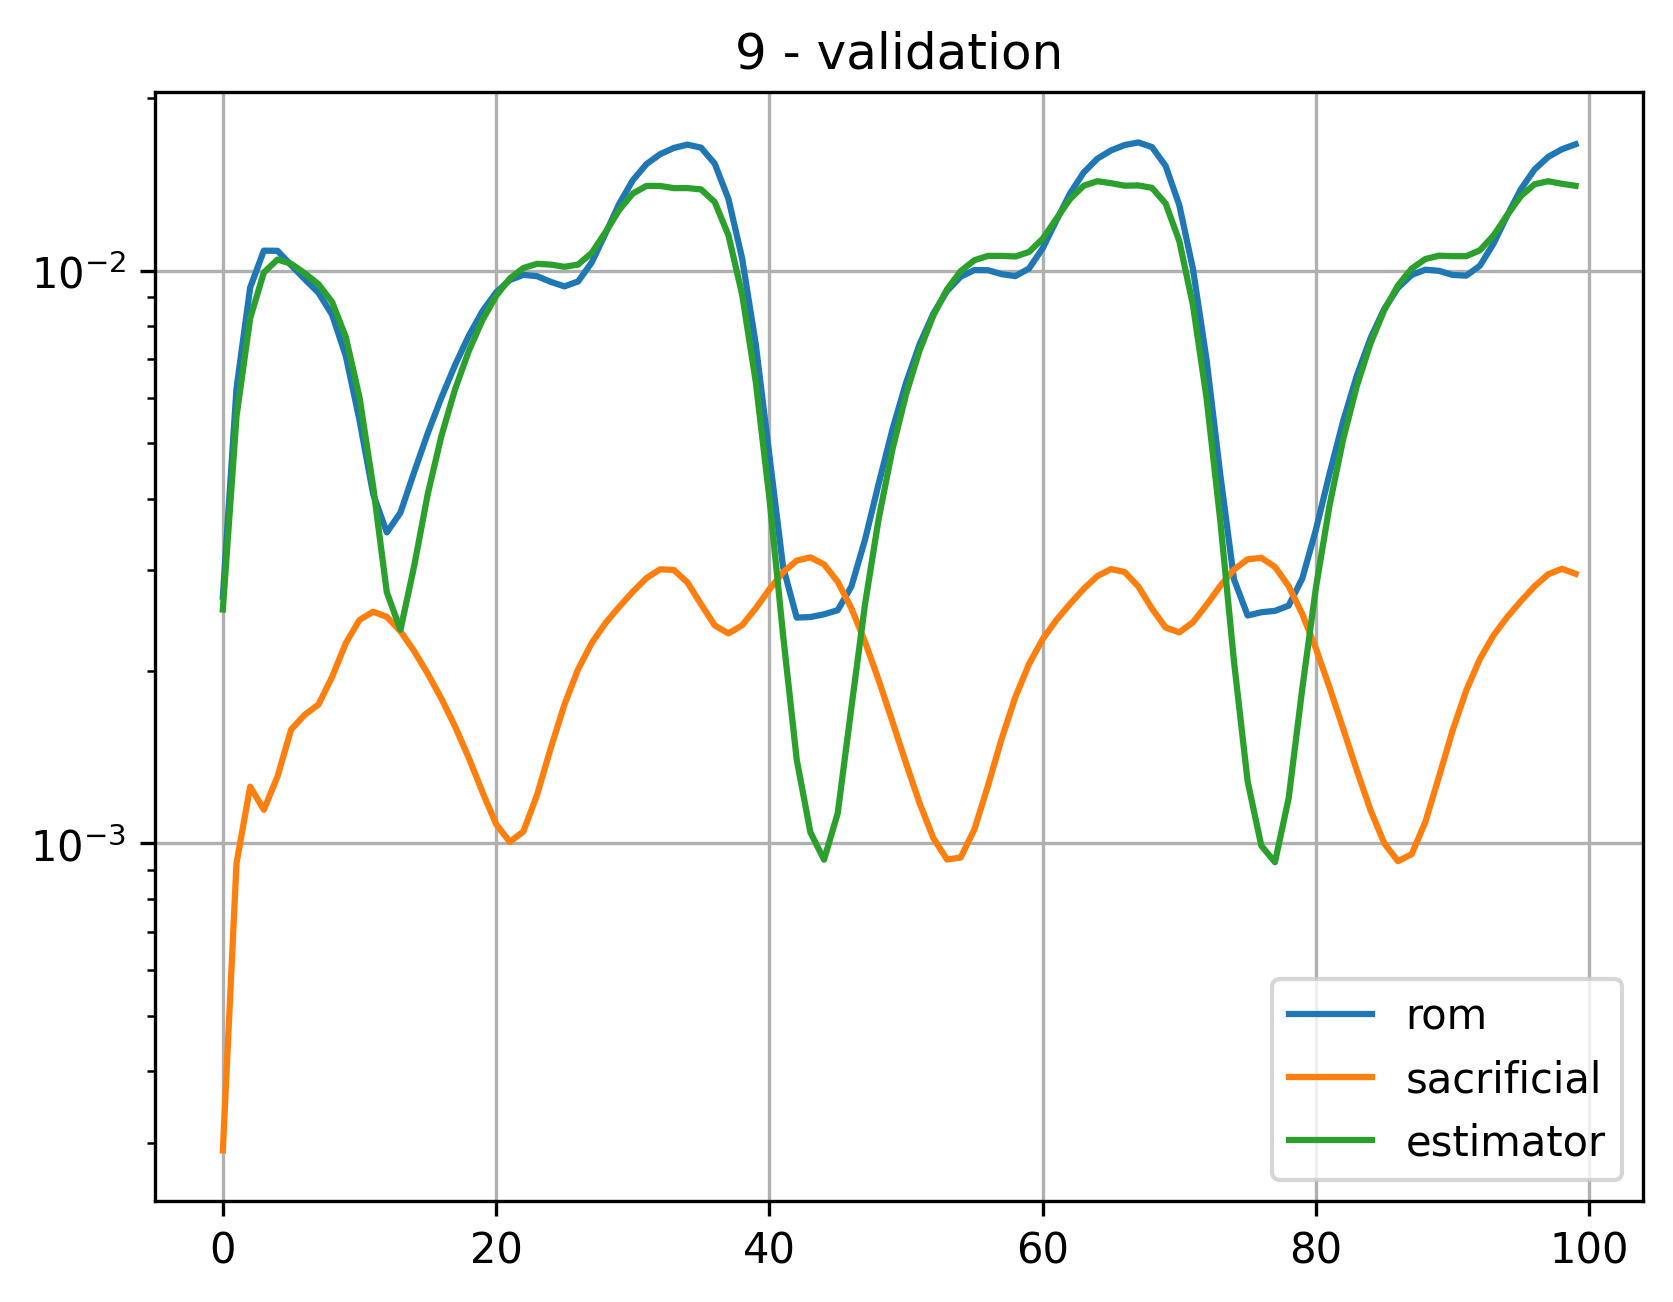 9 - validation
10⁻²
10⁻³
0 20 40 60 80 100
rom
sacrificial
estimator